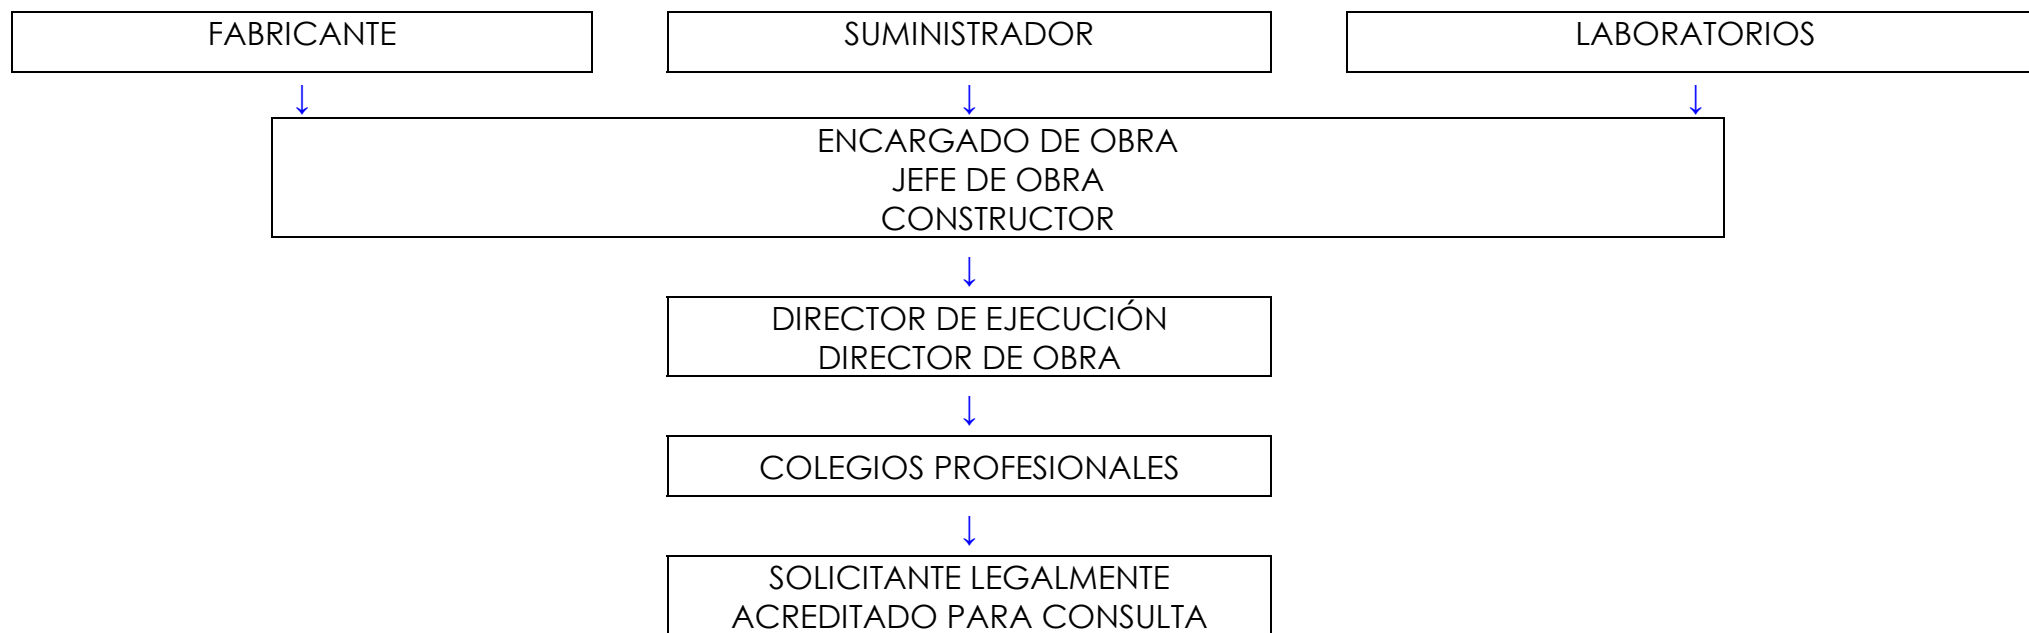 FABRICANTE
SUMINISTRADOR
LABORATORIOS
↓ ↓ ↓
ENCARGADO DE OBRA
JEFE DE OBRA
CONSTRUCTOR
↓
DIRECTOR DE EJECUCIÓN
DIRECTOR DE OBRA
↓
COLEGIOS PROFESIONALES
↓
SOLICITANTE LEGALMENTE
ACREDITADO PARA CONSULTA